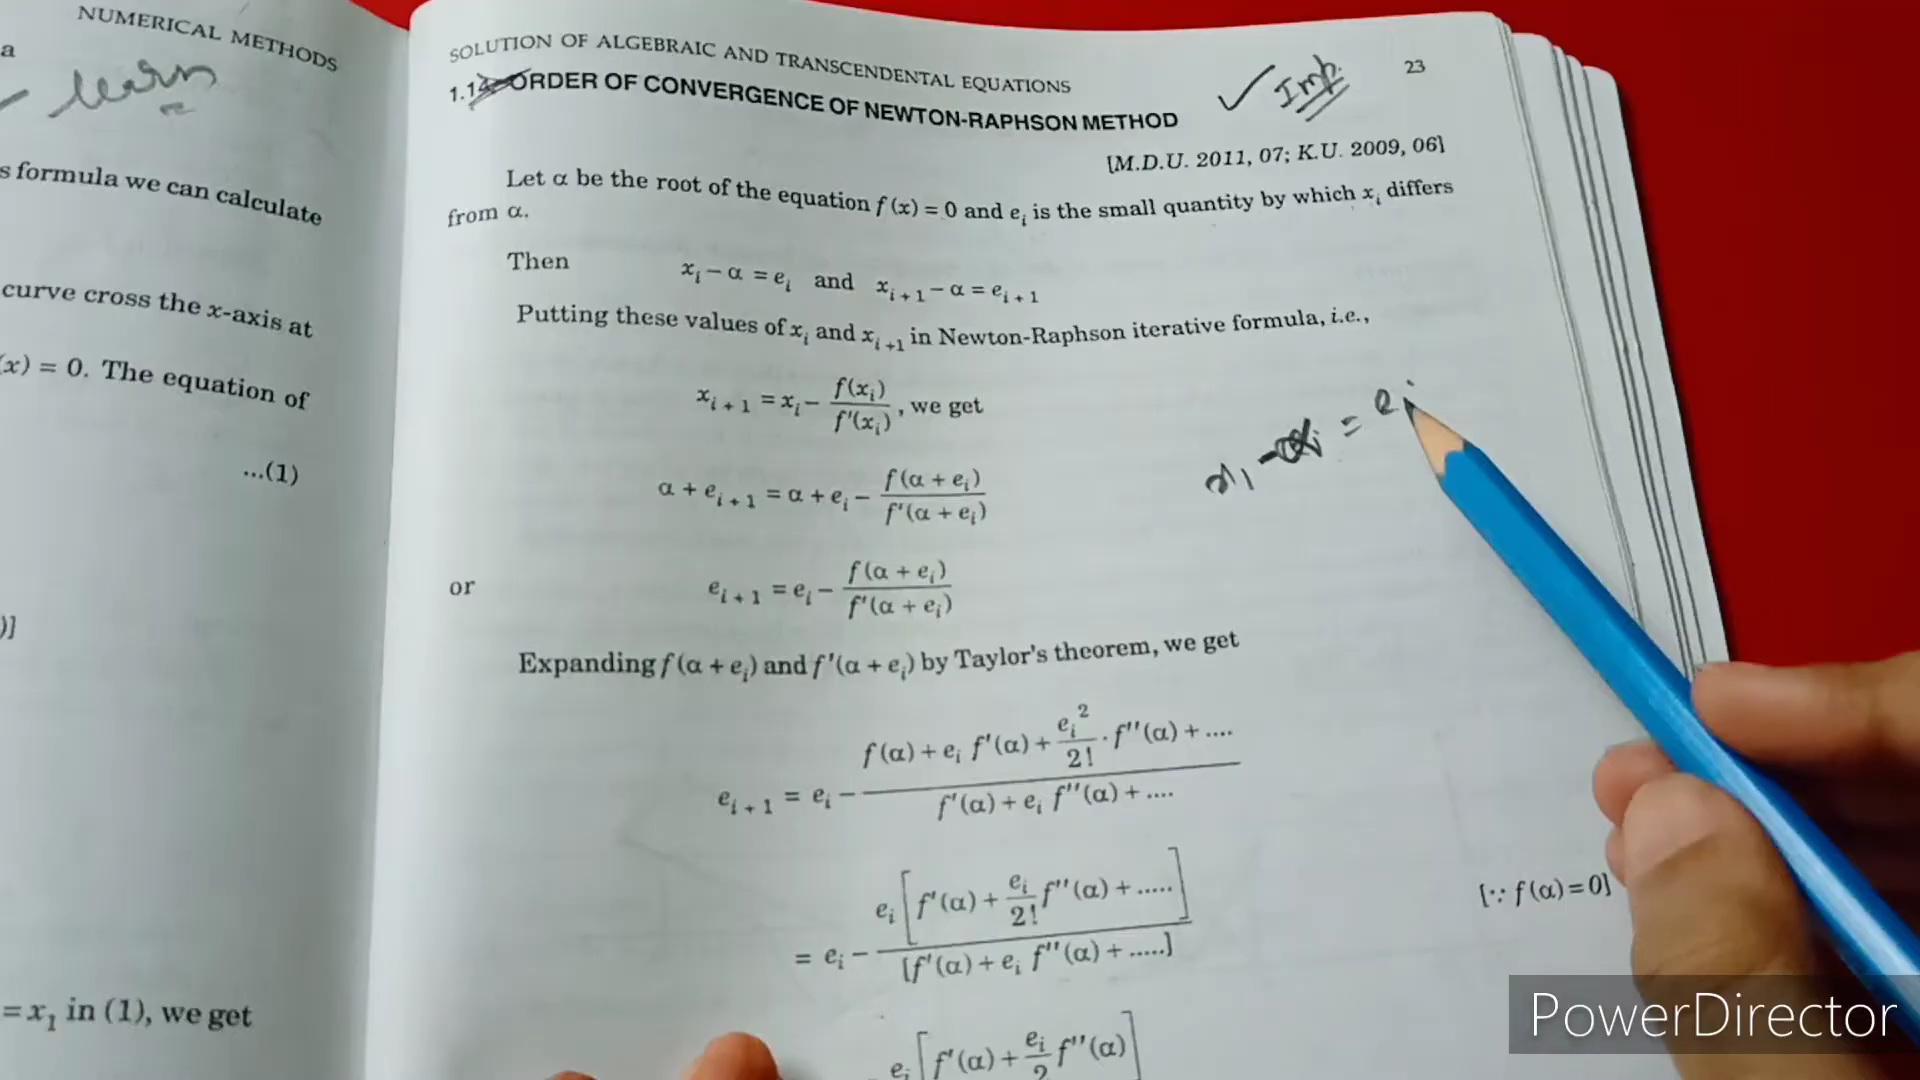 NUMERICAL METHODS
a
learn
s formula we can calculate
curve cross the x-axis at
(x) = 0. The equation of
...(1)
)]
= x₁ in (1), we get
SOLUTION OF ALGEBRAIC AND TRANSCENDENTAL EQUATIONS
23
1.14 ORDER OF CONVERGENCE OF NEWTON-RAPHSON METHOD
Imp.
[M.D.U. 2011, 07; K.U. 2009, 06]
Let α be the root of the equation f (x) = 0 and eᵢ is the small quantity by which xᵢ differs
from α.
Then xᵢ − α = eᵢ and xᵢ₊₁ − α = eᵢ₊₁
Putting these values of xᵢ and xᵢ₊₁ in Newton-Raphson iterative formula, i.e.,
xᵢ₊₁ = xᵢ − f(xᵢ)/f'(xᵢ) , we get
α + eᵢ₊₁ = α + eᵢ − f(α + eᵢ)/f'(α + eᵢ)
or eᵢ₊₁ = eᵢ − f(α + eᵢ)/f'(α + eᵢ)
Expanding f (α + eᵢ) and f '(α + eᵢ) by Taylor's theorem, we get
eᵢ₊₁ = eᵢ − (f(α) + eᵢ f'(α) + eᵢ²/2! · f''(α) + ....)/(f'(α) + eᵢ f''(α) + ....)
= eᵢ − eᵢ[f'(α) + eᵢ/2! f''(α) + .....]/[f'(α) + eᵢ f''(α) + .....]
[∵ f(α) = 0]
eᵢ[f'(α) + eᵢ/2 f''(α)]
PowerDirector